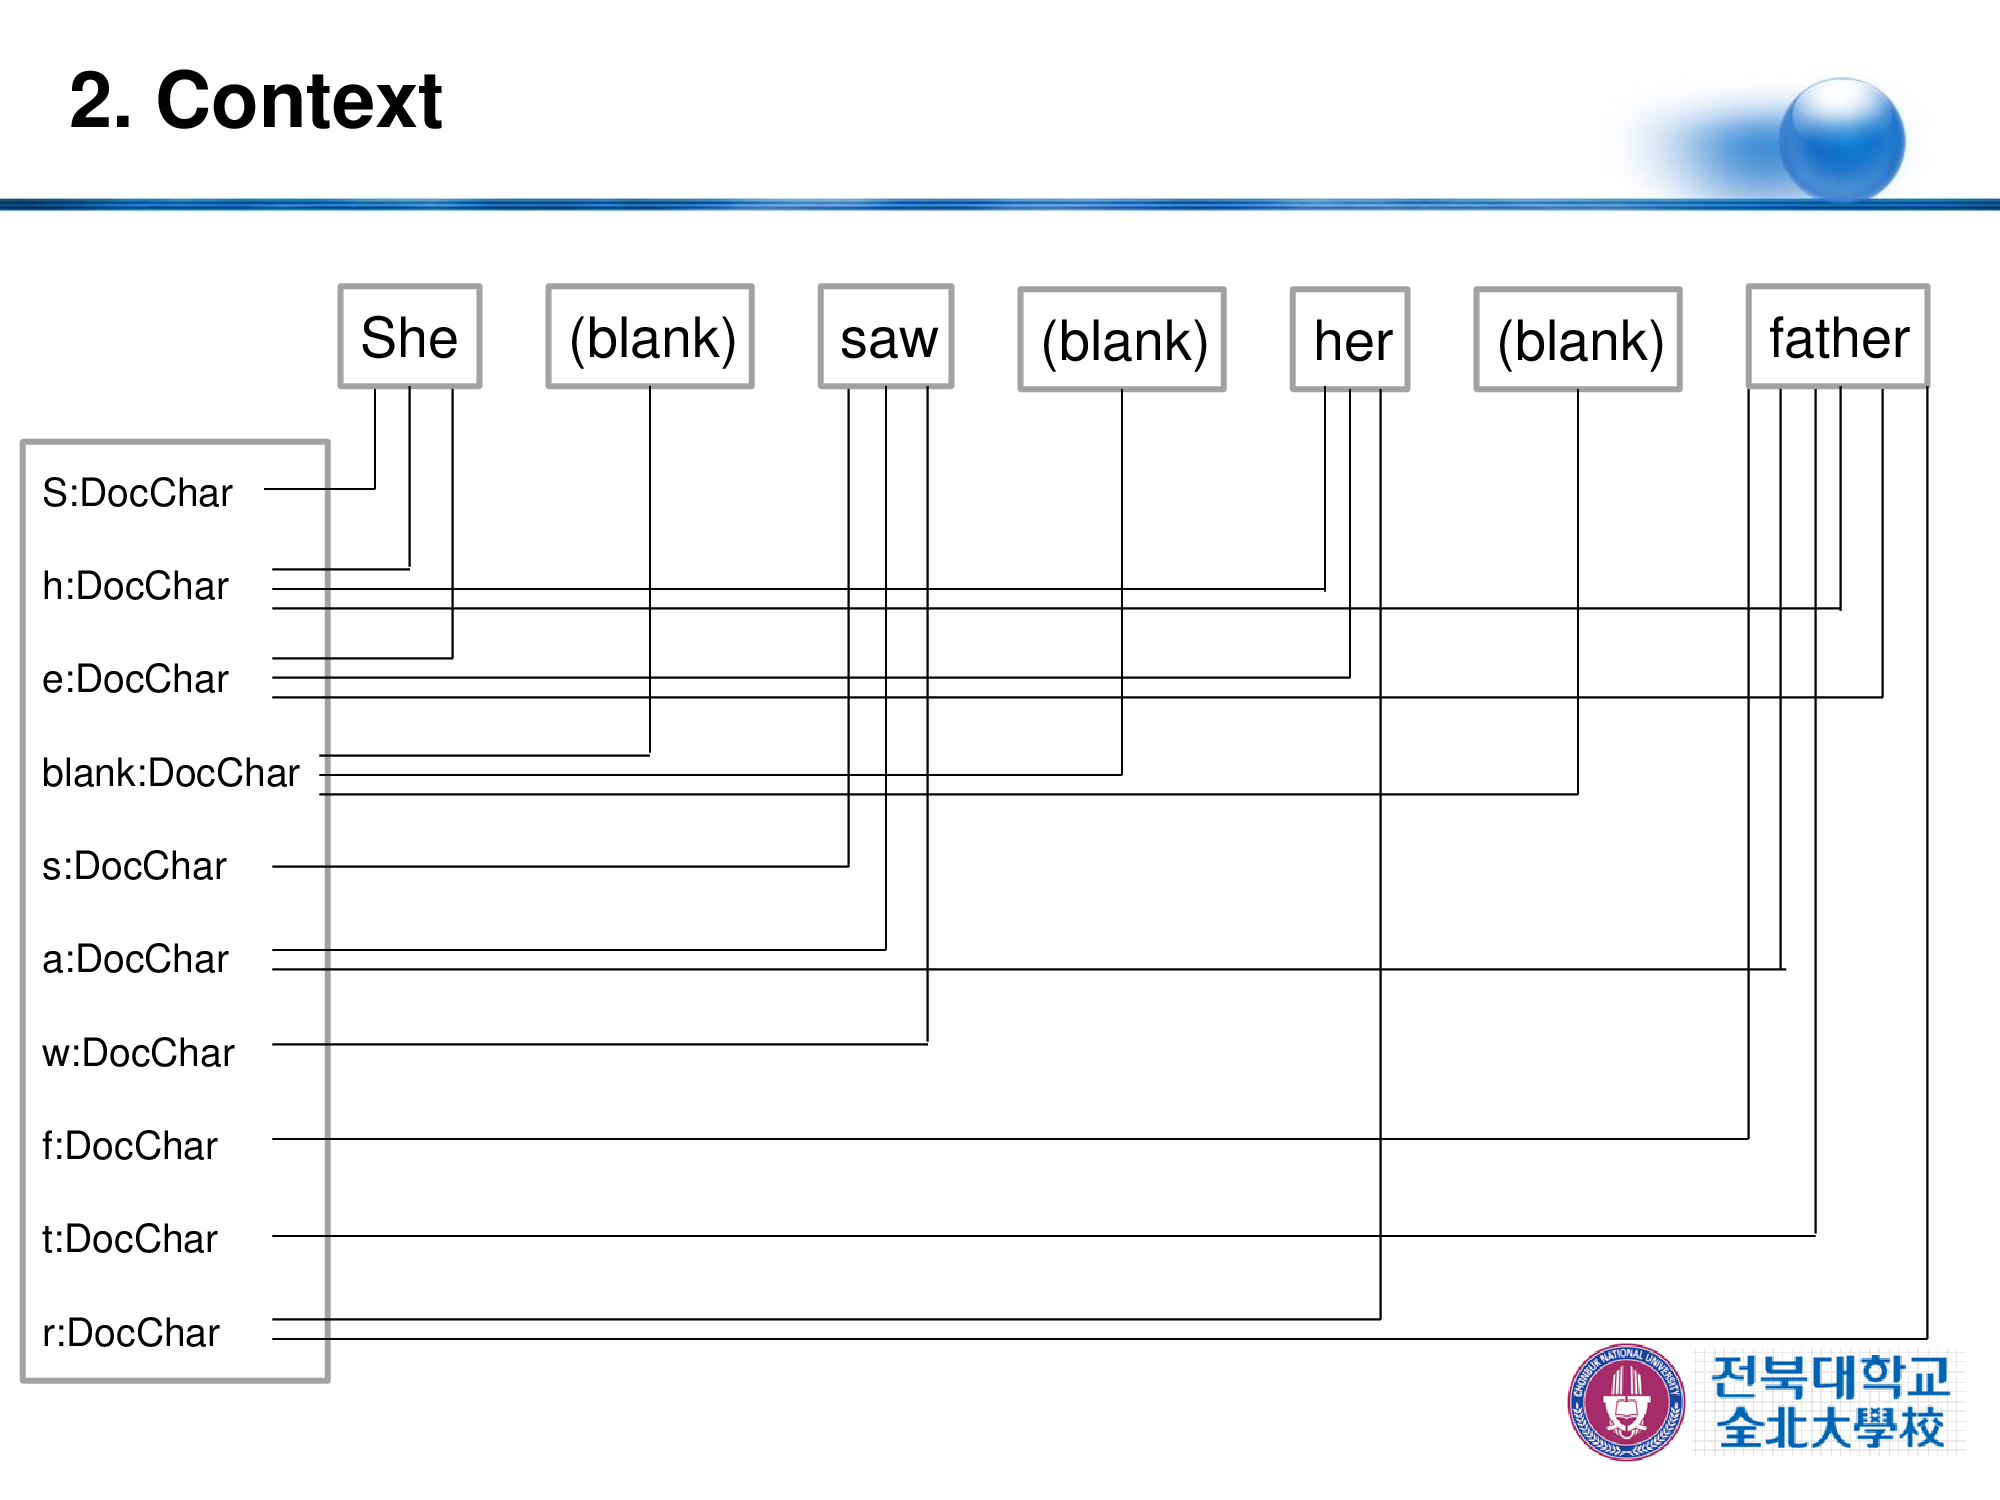 2. Context
She
(blank)
saw
(blank)
her
(blank)
father
S:DocChar
h:DocChar
e:DocChar
blank:DocChar
s:DocChar
a:DocChar
w:DocChar
f:DocChar
t:DocChar
r:DocChar
CHONBUK NATIONAL UNIVERSITY
전북대학교
全北大學校